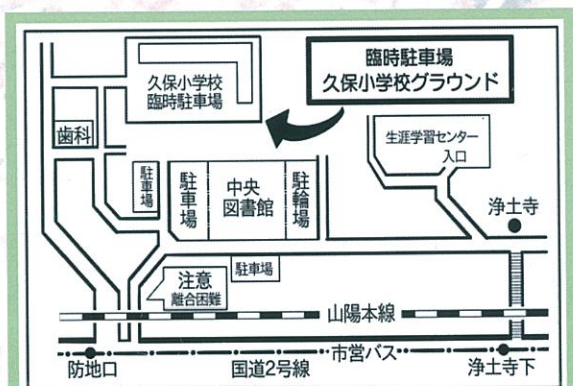 臨時駐車場
久保小学校グラウンド
久保小学校
臨時駐車場
歯科
生涯学習センター
入口
駐車場
駐車場
中央
図書館
駐輪場
浄土寺
駐車場
注意
離合困難
山陽本線
市営バス
防地口
国道2号線
浄土寺下